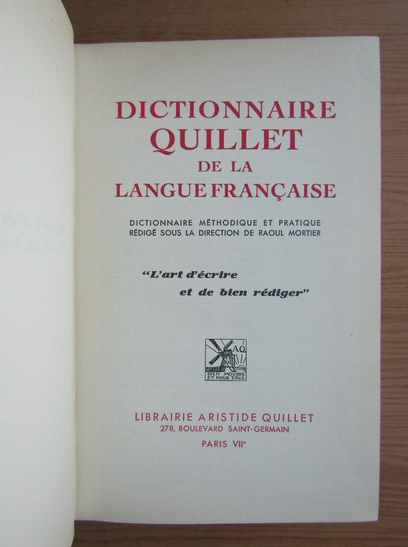 DICTIONNAIRE
QUILLET
DE LA
LANGUE FRANÇAISE
DICTIONNAIRE MÉTHODIQUE ET PRATIQUE
RÉDIGÉ SOUS LA DIRECTION DE RAOUL MORTIER
“L'art d'écrire
et de bien rédiger”
AQ
BIEN MOUDRE
ET POUR TOUS
LIBRAIRIE ARISTIDE QUILLET
278, BOULEVARD SAINT-GERMAIN
PARIS VIIᵉ